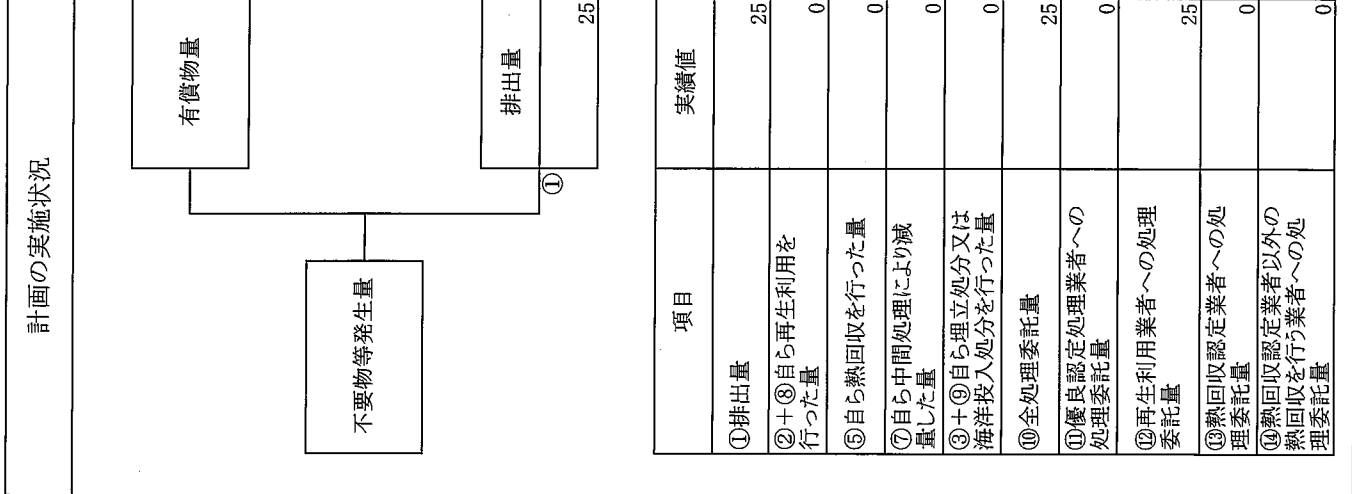 計画の実施状況
有償物量
不要物等発生量
①
排出量
25
項目
実績値
①排出量
25
②+⑧自ら再生利用を
行った量
0
⑤自ら熱回収を行った量
0
⑦自ら中間処理により減
量した量
0
③+⑨自ら埋立処分又は
海洋投入処分を行った量
0
⑩全処理委託量
25
⑪優良認定処理業者への
処理委託量
0
⑫再生利用業者への処理
委託量
25
⑬熱回収認定業者への処
理委託量
0
⑭熱回収認定業者以外の
熱回収を行う業者への処
理委託量
0